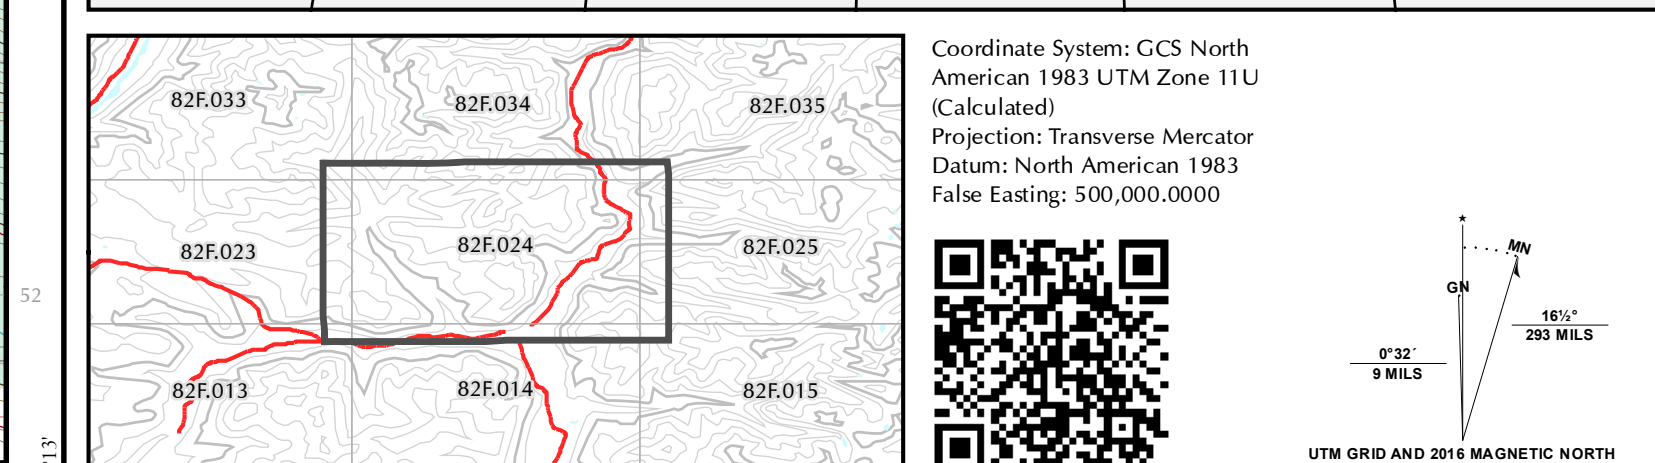 82F.033
82F.034
82F.035
82F.023
82F.024
82F.025
82F.013
82F.014
82F.015
52
13'
Coordinate System: GCS North
American 1983 UTM Zone 11U
(Calculated)
Projection: Transverse Mercator
Datum: North American 1983
False Easting: 500,000.0000
MN
GN
16½°
293 MILS
0°32´
9 MILS
UTM GRID AND 2016 MAGNETIC NORTH